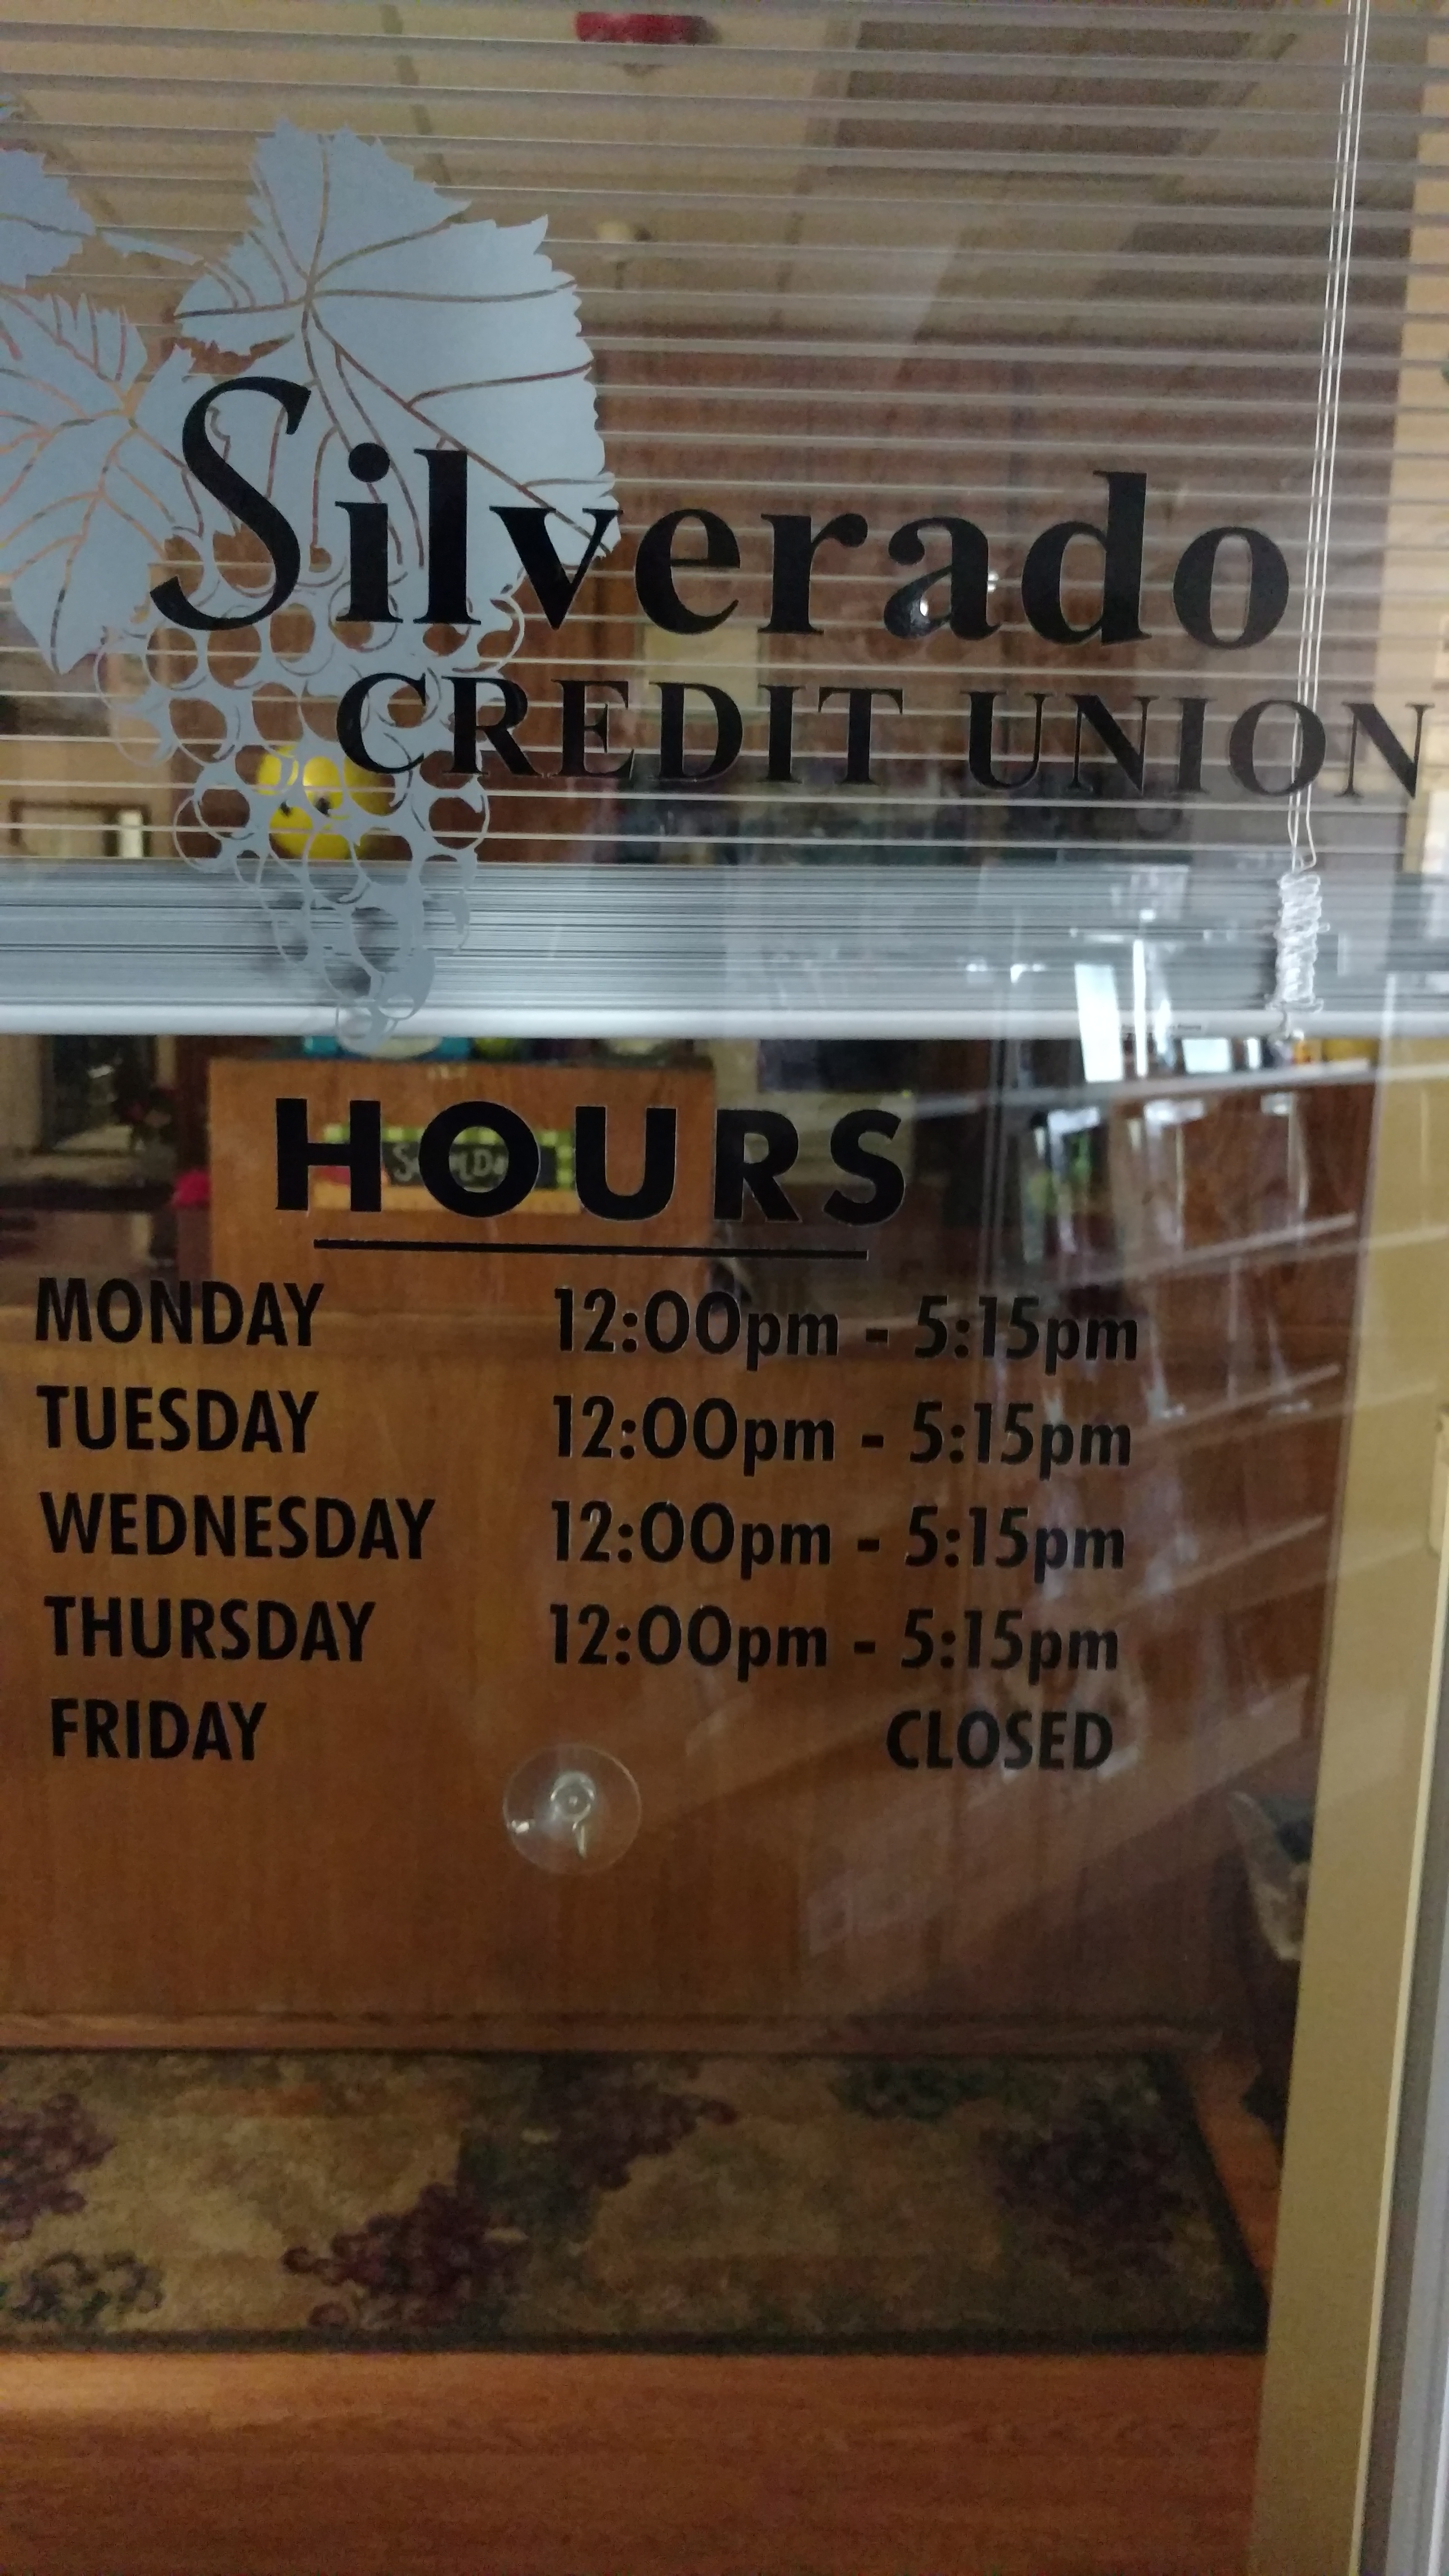 Silverado
CREDIT UNION
HOURS
MONDAY 12:00pm - 5:15pm
TUESDAY 12:00pm - 5:15pm
WEDNESDAY 12:00pm - 5:15pm
THURSDAY 12:00pm - 5:15pm
FRIDAY CLOSED